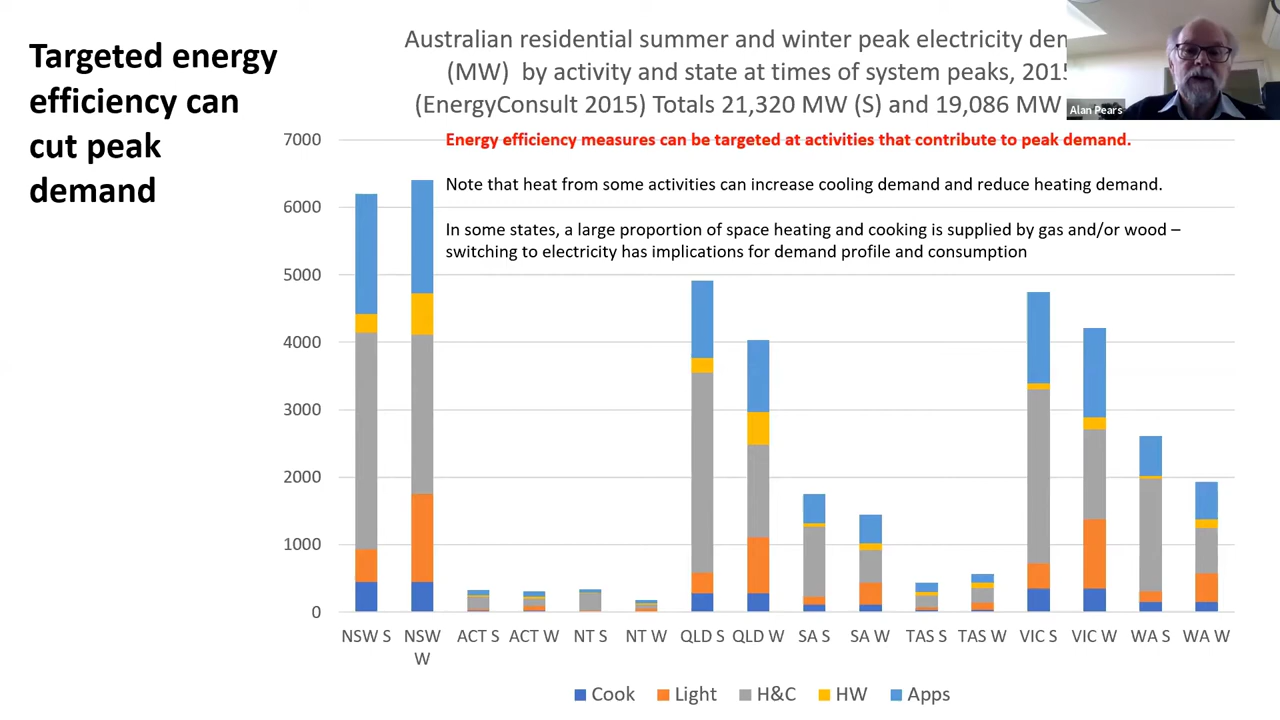 Targeted energy
efficiency can
cut peak
demand
Australian residential summer and winter peak electricity
(MW) by activity and state at times of system peaks,
(EnergyConsult 2015) Totals 21,320 MW (S) and 19,086 MW
Alan Pears
Energy efficiency measures can be targeted at activities that contribute to peak demand.
Note that heat from some activities can increase cooling demand and reduce heating demand.
In some states, a large proportion of space heating and cooking is supplied by gas and/or wood –
switching to electricity has implications for demand profile and consumption
7000
6000
5000
4000
3000
2000
1000
0
NSW S
NSW
W
ACT S
ACT W
NT S
NT W
QLD S
QLD W
SA S
SA W
TAS S
TAS W
VIC S
VIC W
WA S
WA W
Cook
Light
H&C
HW
Apps